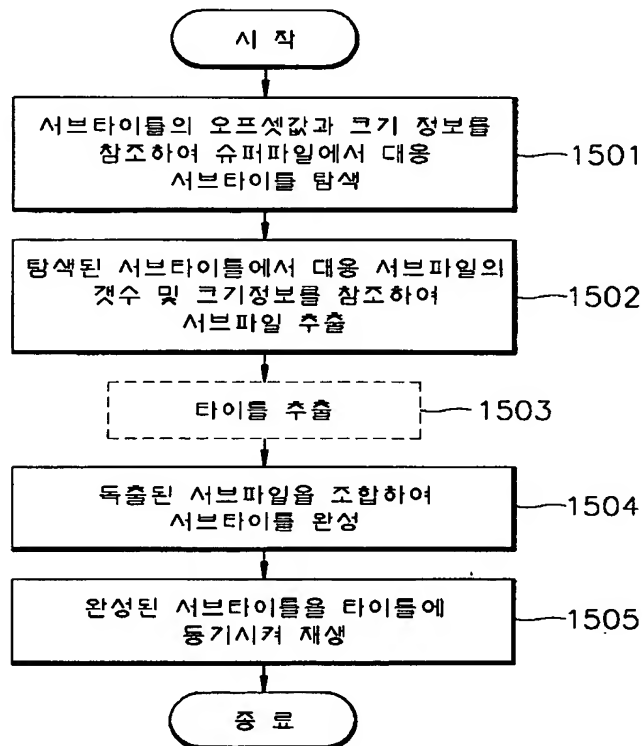 시 작
서브타이틀의 오프셋값과 크기 정보를
참조하여 슈퍼파일에서 대응
서브타이틀 탐색
1501
탐색된 서브타이틀에서 대응 서브파일의
갯수 및 크기정보를 참조하여
서브파일 추출
1502
타이틀 추출
1503
독출된 서브파일을 조합하여
서브타이틀 완성
1504
완성된 서브타이틀을 타이틀에
동기시켜 재생
1505
종 료